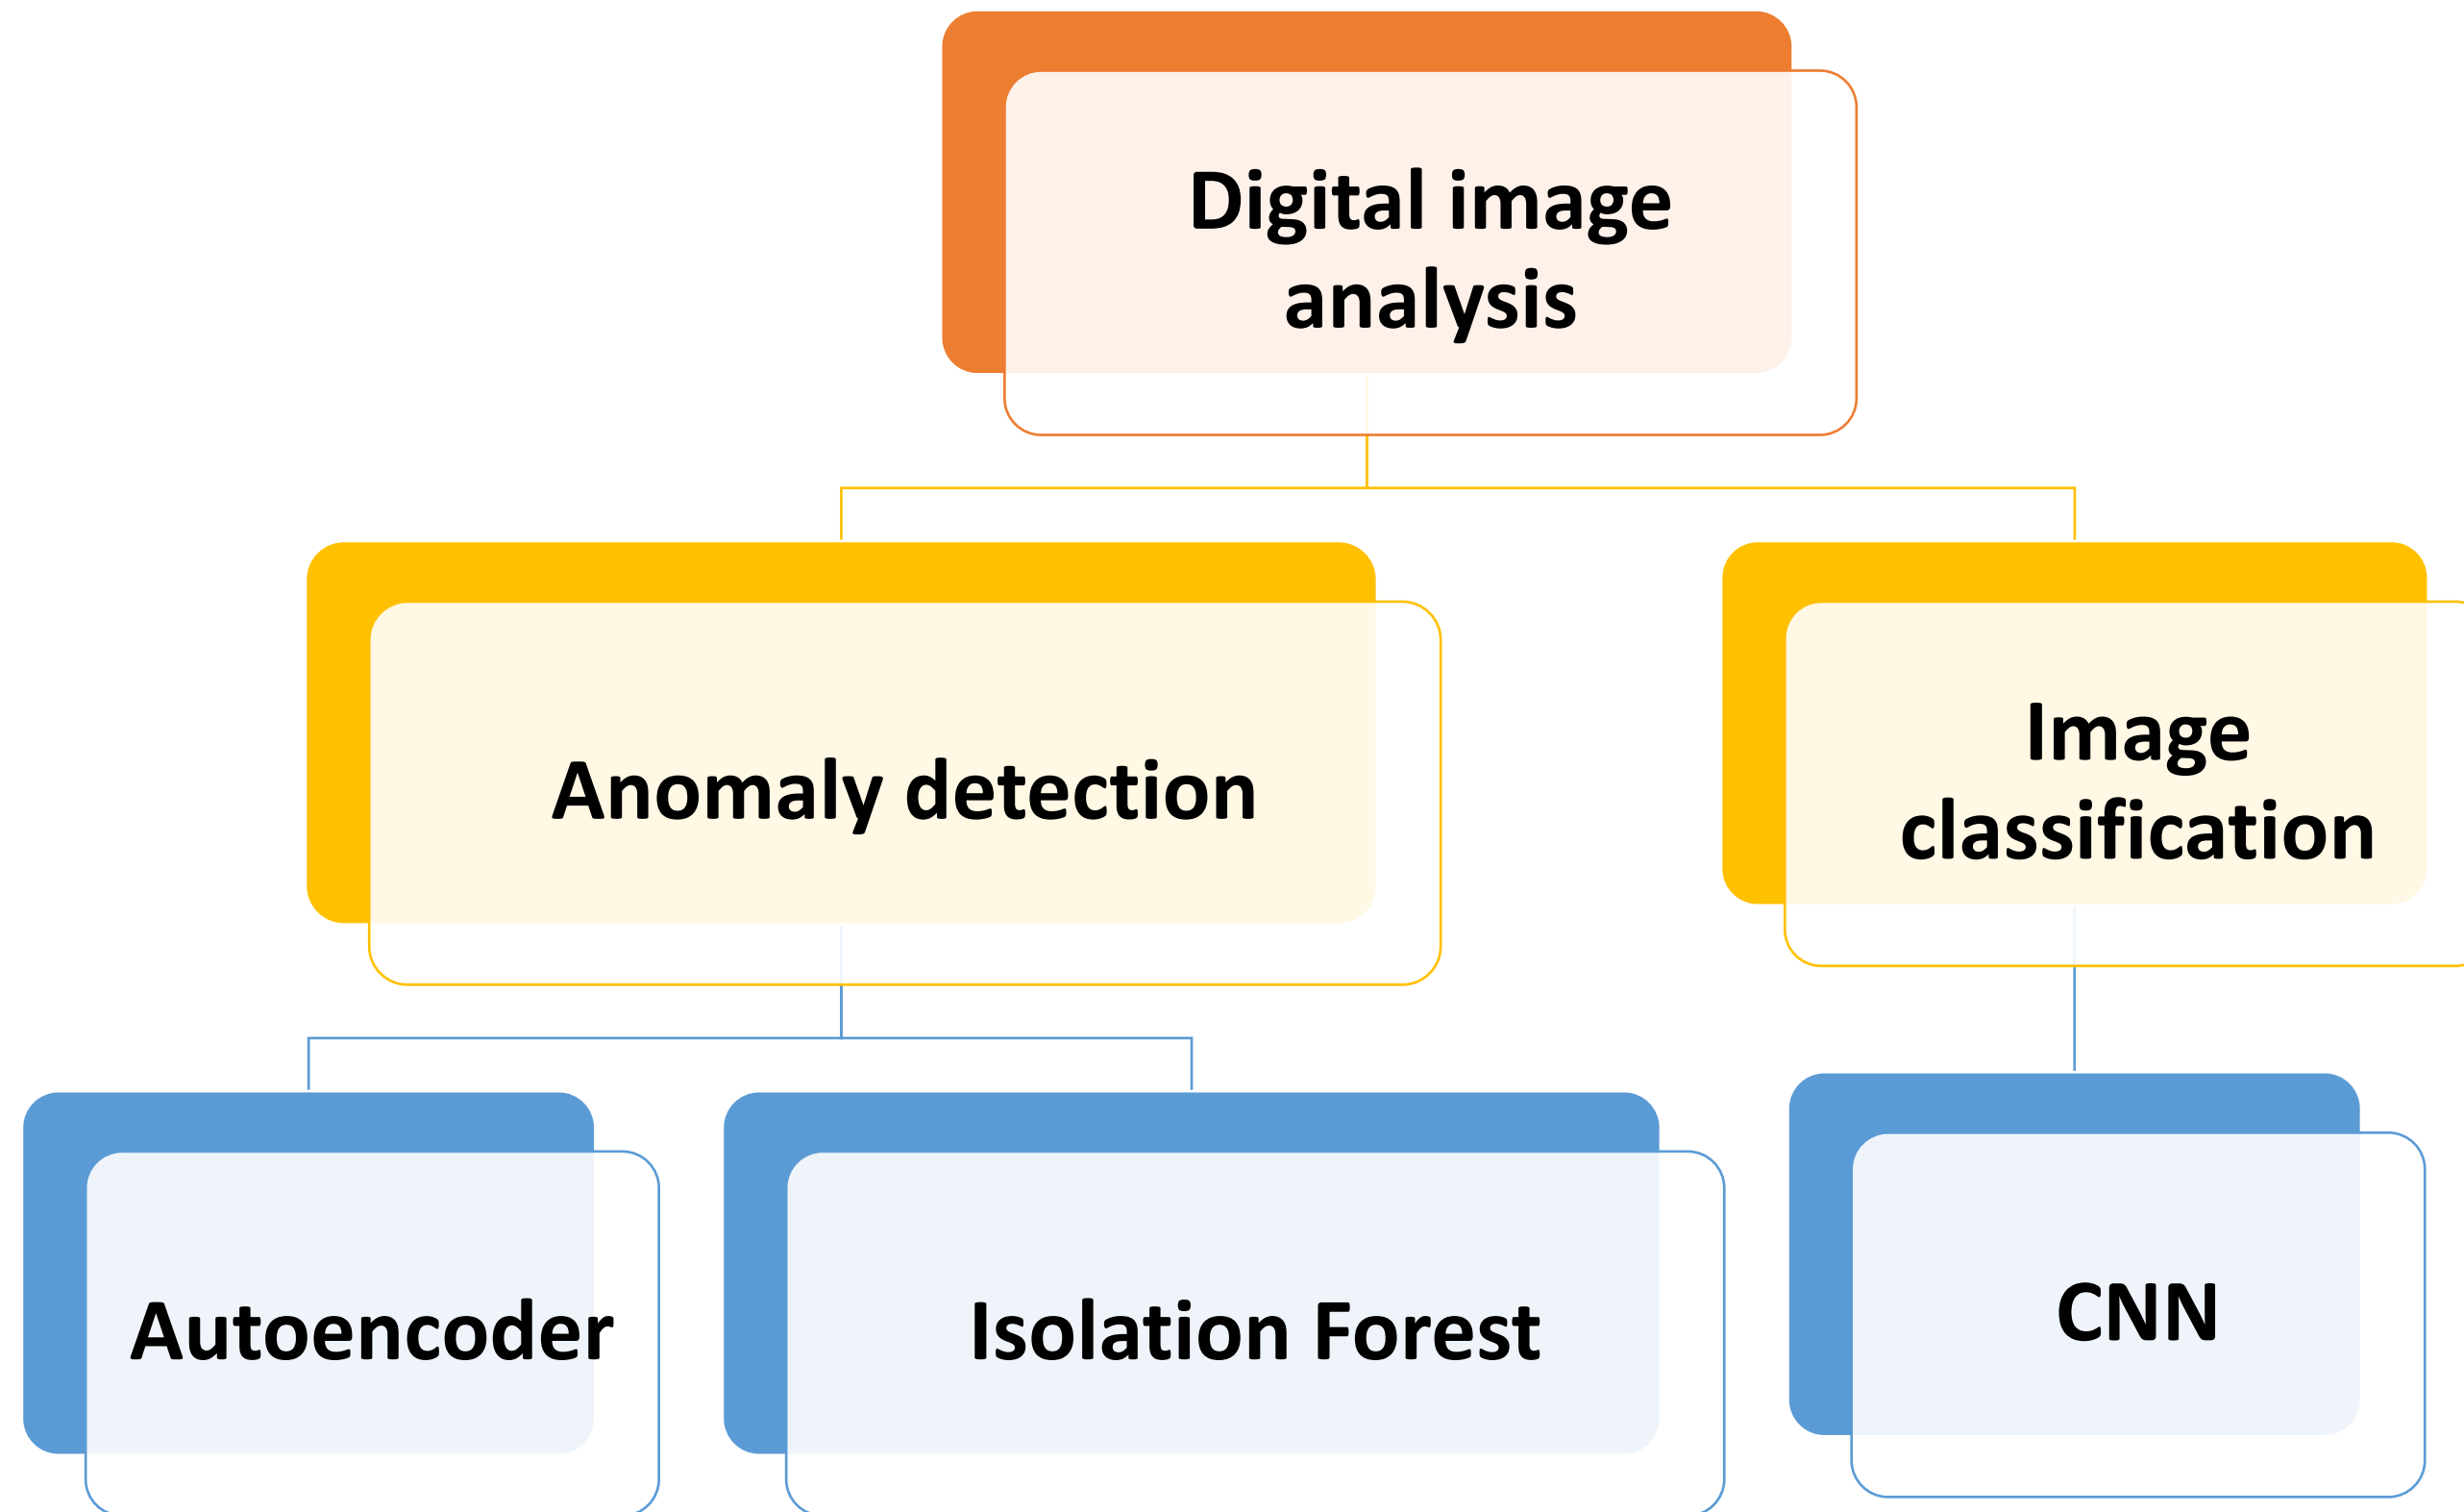 Digital image
analysis
Anomaly detection
Image
classification
Autoencoder
Isolation Forest
CNN